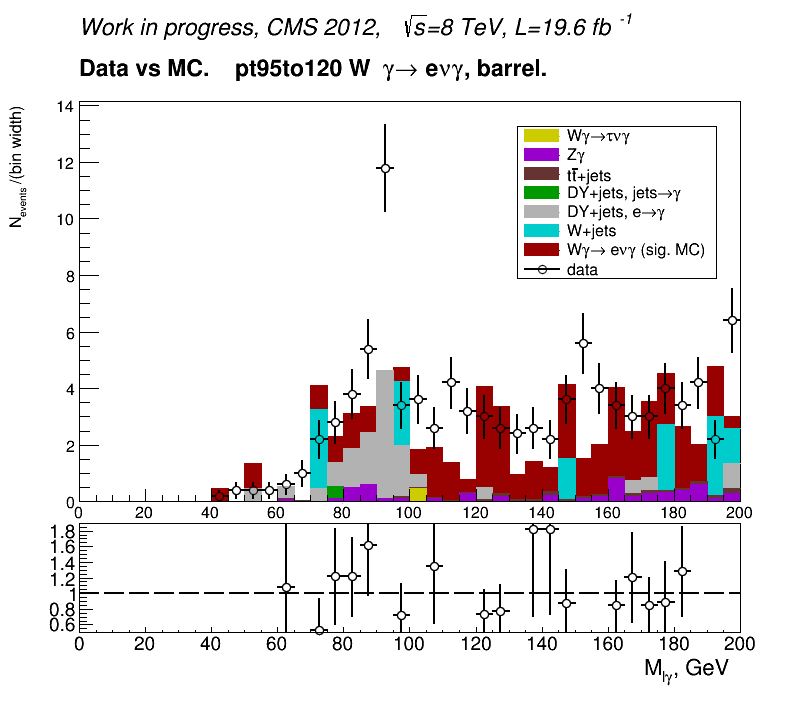 Work in progress, CMS 2012, √s=8 TeV, L=19.6 fb -1
Data vs MC. pt95to120 W γ→ eνγ, barrel.
N events /(bin width)
14
12
10
8
6
4
2
0
Wγ→τνγ
Zγ
tt̄+jets
DY+jets, jets→γ
DY+jets, e→γ
W+jets
Wγ→ eνγ (sig. MC)
data
0 20 40 60 80 100 120 140 160 180 200
1.8
1.6
1.4
1.2
1
0.8
0.6
0 20 40 60 80 100 120 140 160 180 200
M lγ, GeV